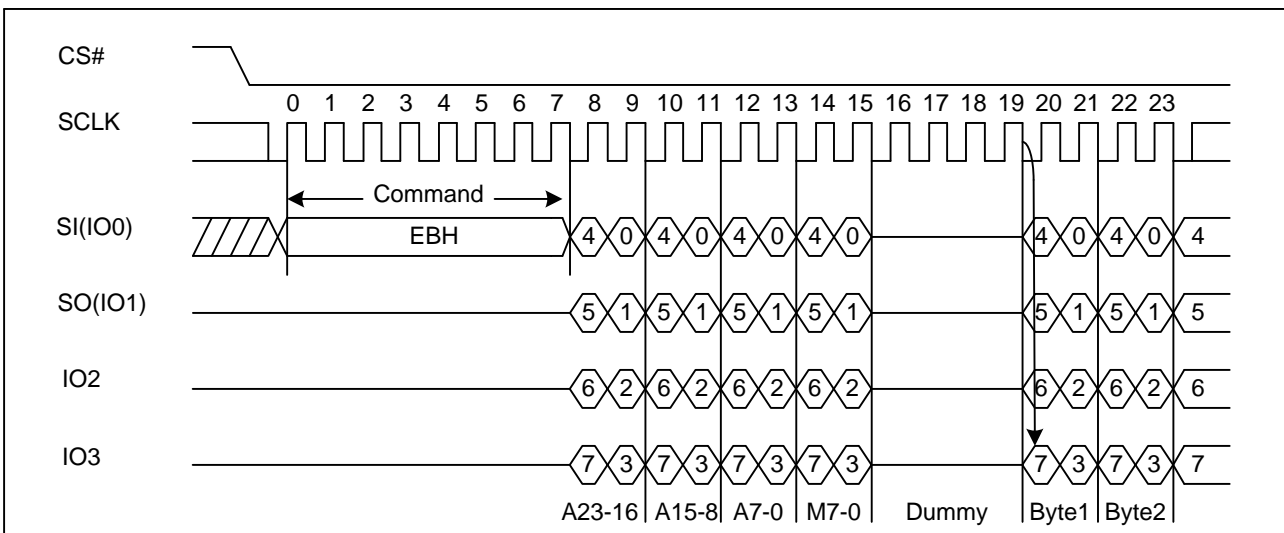 CS#
0 1 2 3 4 5 6 7 8 9 10 11 12 13 14 15 16 17 18 19 20 21 22 23
SCLK
Command
SI(IO0) EBH 4 0 4 0 4 0 4 0 4 0 4 0 4
SO(IO1) 5 1 5 1 5 1 5 1 5 1 5 1 5
IO2 6 2 6 2 6 2 6 2 6 2 6 2 6
IO3 7 3 7 3 7 3 7 3 7 3 7 3 7
A23-16 A15-8 A7-0 M7-0 Dummy Byte1 Byte2